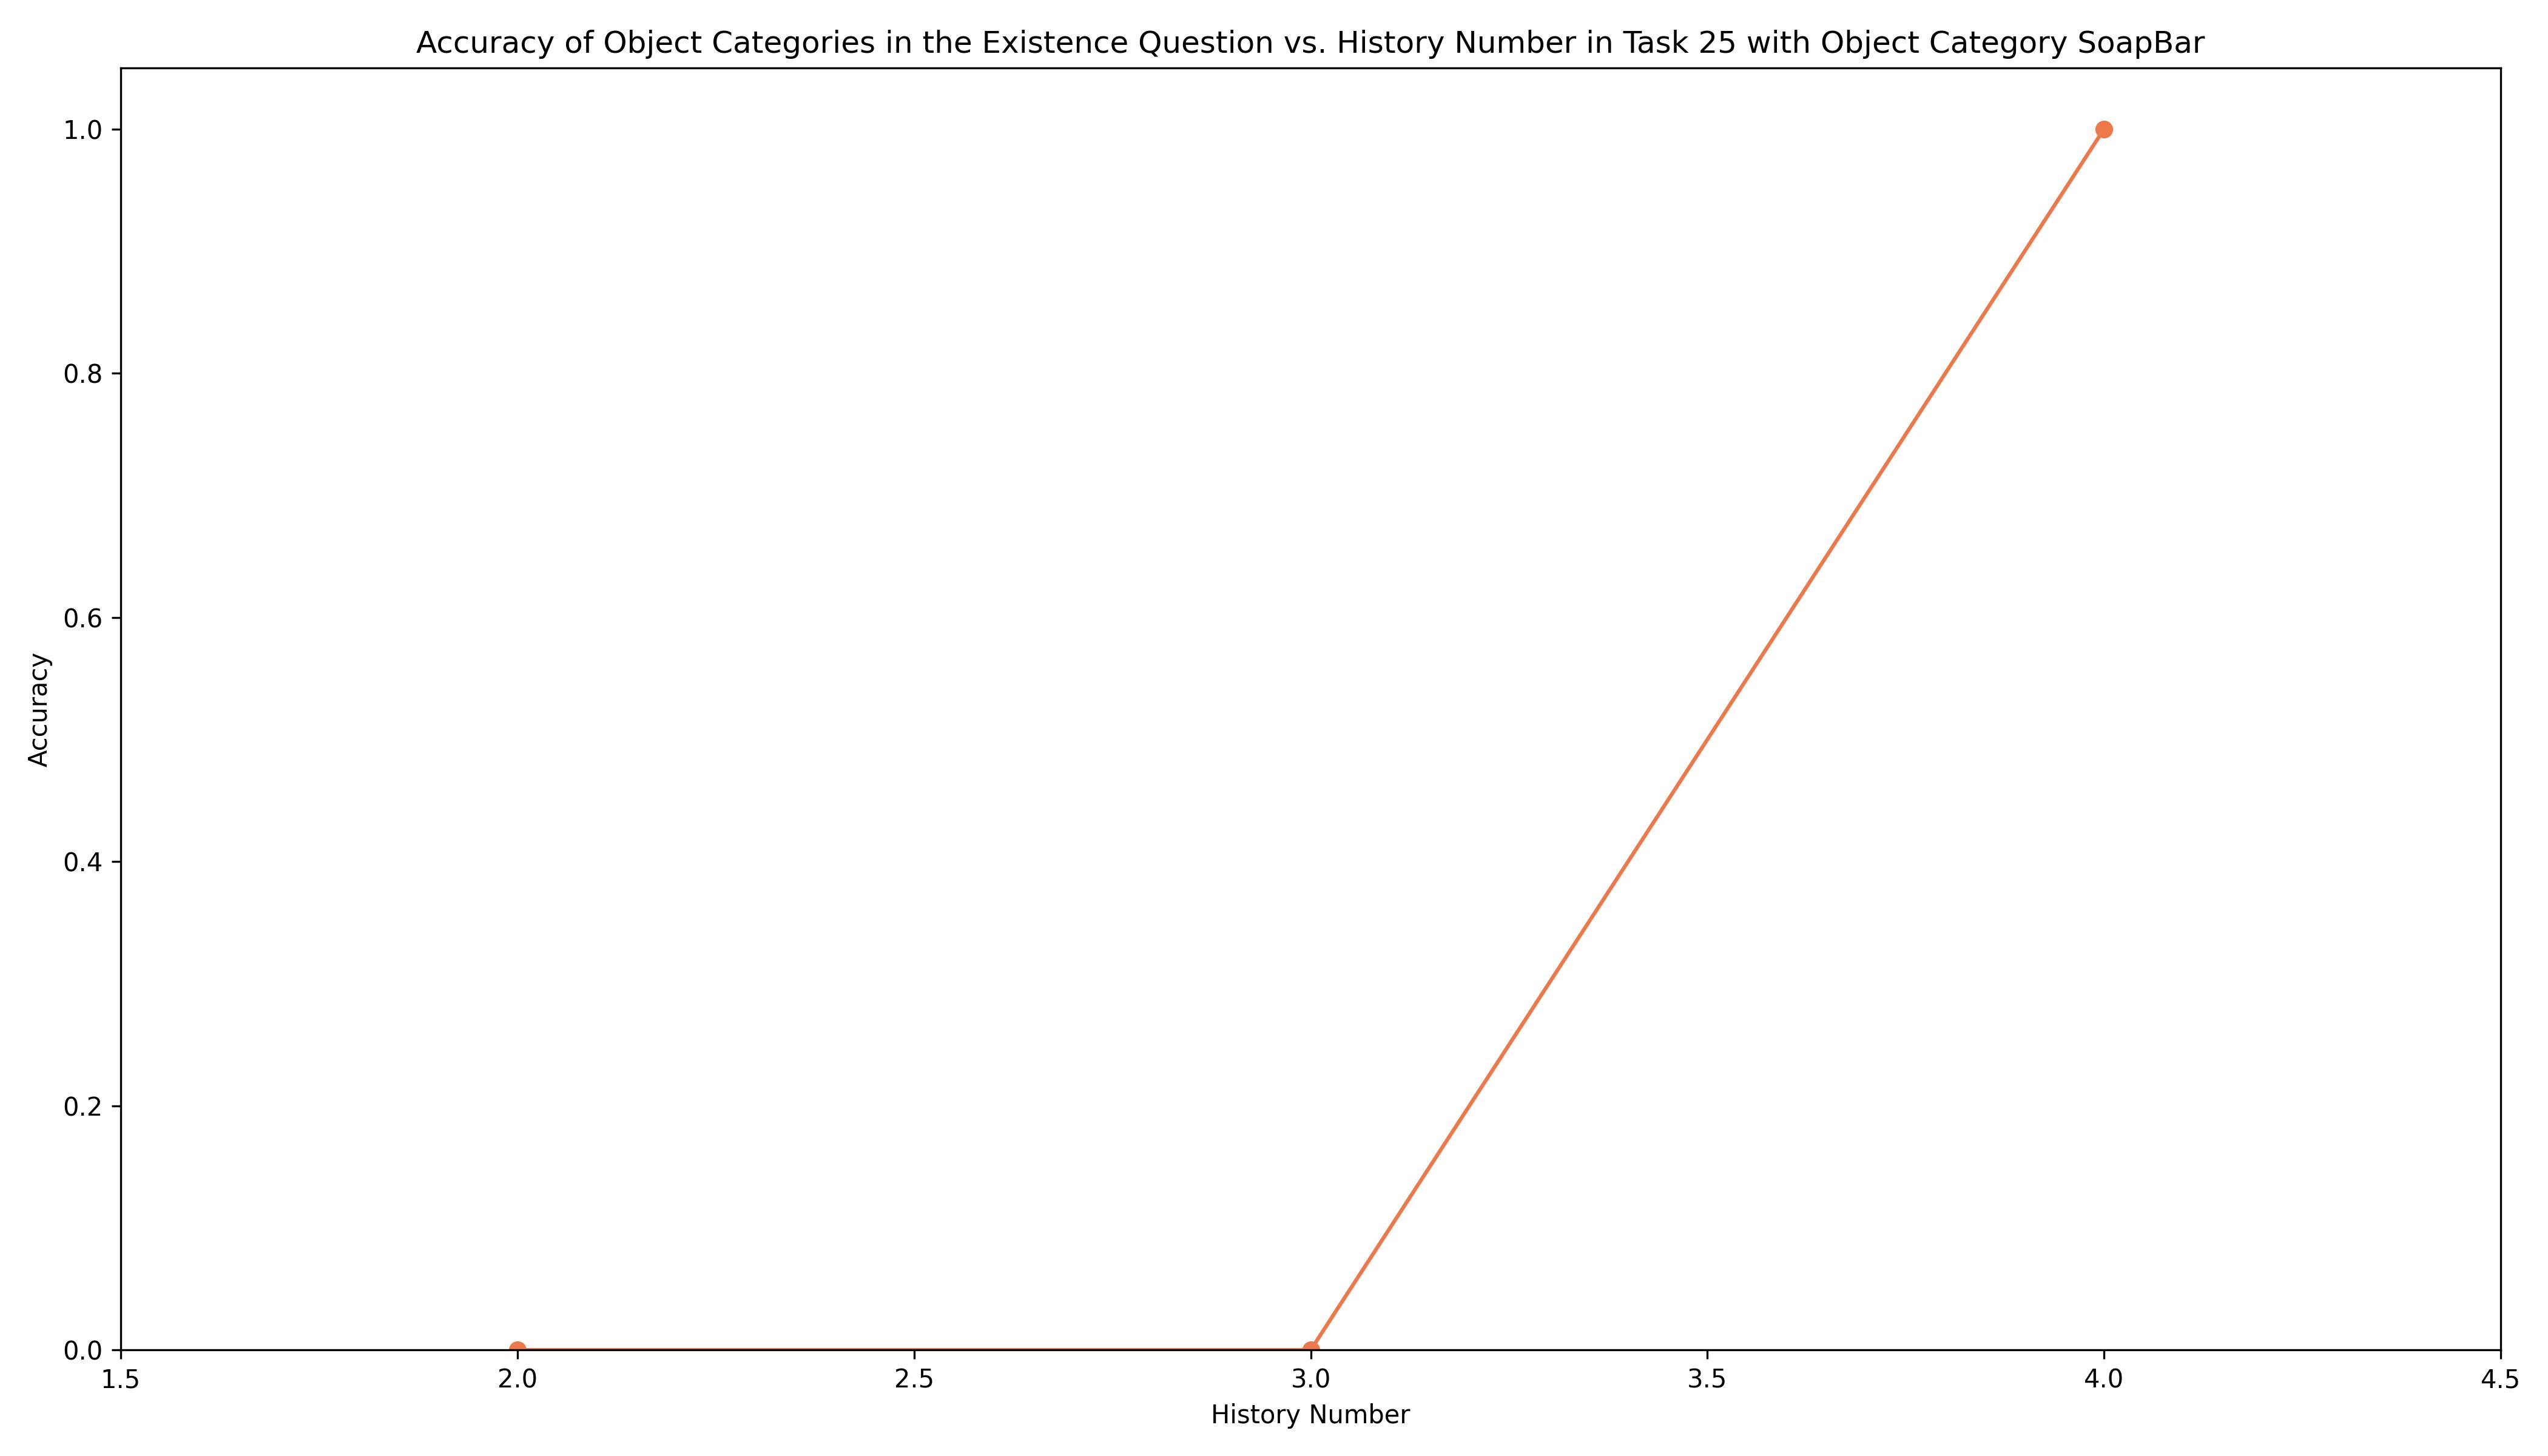 Accuracy of Object Categories in the Existence Question vs. History Number in Task 25 with Object Category SoapBar
1.0
0.8
0.6
0.4
0.2
0.0
Accuracy
1.5 2.0 2.5 3.0 3.5 4.0 4.5
History Number